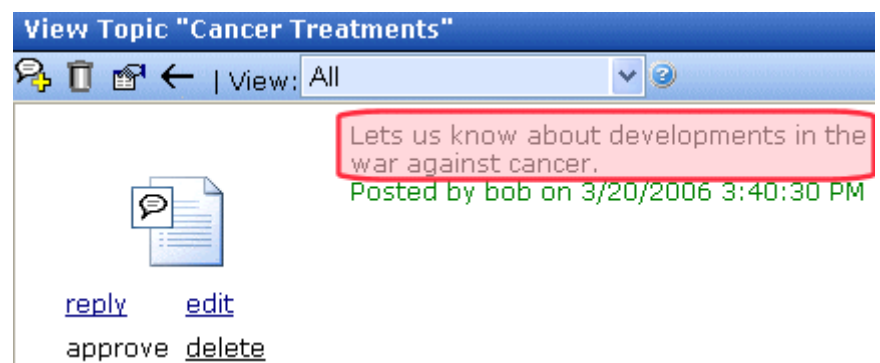 View Topic "Cancer Treatments"
| View: All
Lets us know about developments in the
war against cancer.
Posted by bob on 3/20/2006 3:40:30 PM
reply edit
approve delete